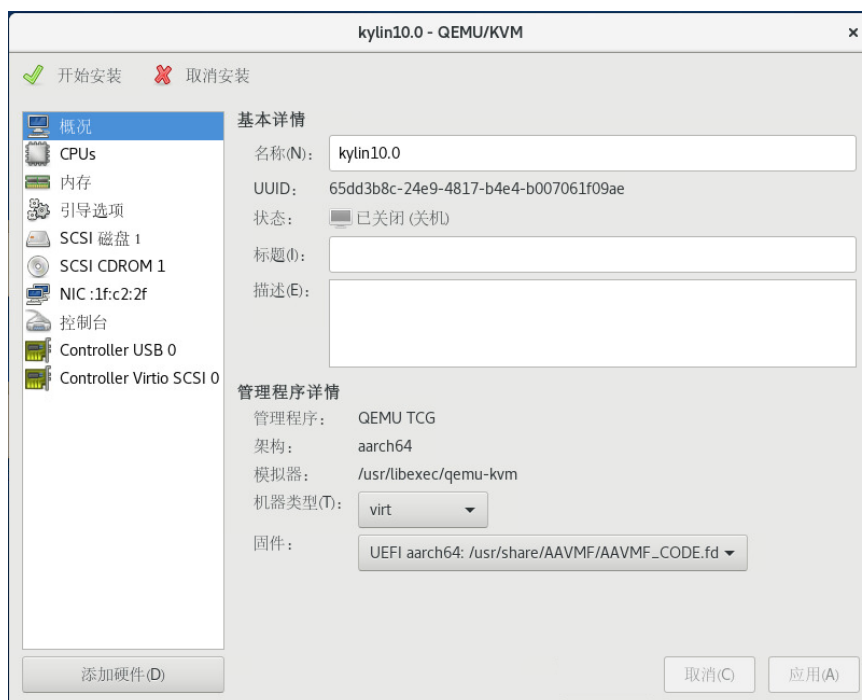 kylin10.0 - QEMU/KVM
开始安装 取消安装
概况
CPUs
内存
引导选项
SCSI 磁盘 1
SCSI CDROM 1
NIC :1f:c2:2f
控制台
Controller USB 0
Controller Virtio SCSI 0
添加硬件(D)
基本详情
名称(N)： kylin10.0
UUID： 65dd3b8c-24e9-4817-b4e4-b007061f09ae
状态： 已关闭 (关机)
标题(I)：
描述(E)：
管理程序详情
管理程序： QEMU TCG
架构： aarch64
模拟器： /usr/libexec/qemu-kvm
机器类型(T)： virt
固件： UEFI aarch64: /usr/share/AAVMF/AAVMF_CODE.fd
取消(C) 应用(A)